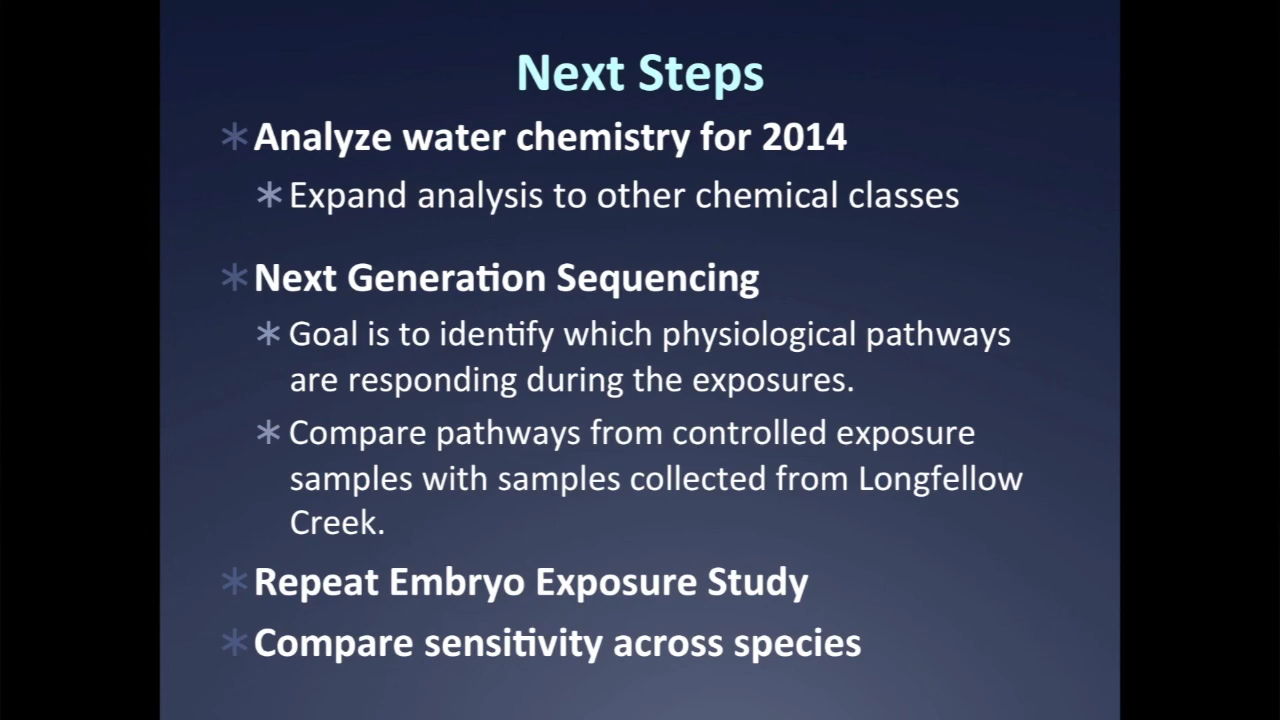 Next Steps
Analyze water chemistry for 2014
Expand analysis to other chemical classes
Next Generation Sequencing
Goal is to identify which physiological pathways
are responding during the exposures.
Compare pathways from controlled exposure
samples with samples collected from Longfellow
Creek.
Repeat Embryo Exposure Study
Compare sensitivity across species